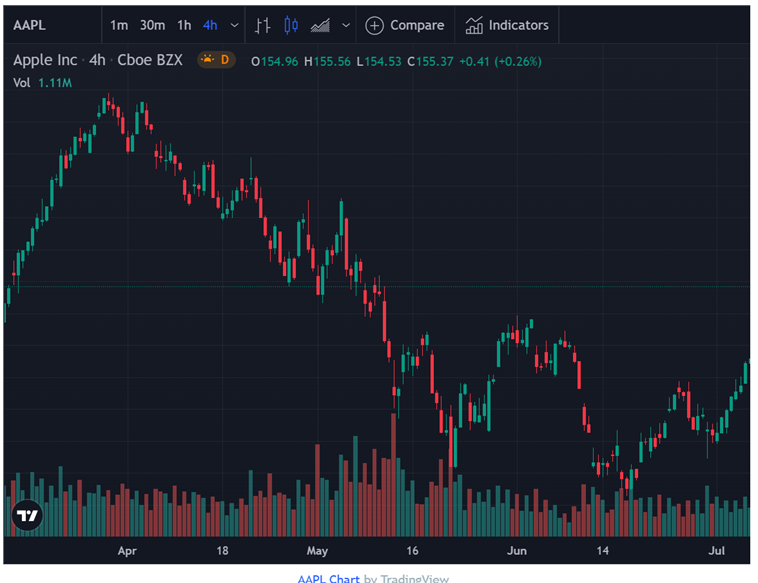 AAPL 1m 30m 1h 4h Compare Indicators
Apple Inc · 4h · Cboe BZX D O154.96 H155.56 L154.53 C155.37 +0.41 (+0.26%)
Vol 1.11M
Apr 18 May 16 Jun 14 Jul
AAPL Chart by TradingView